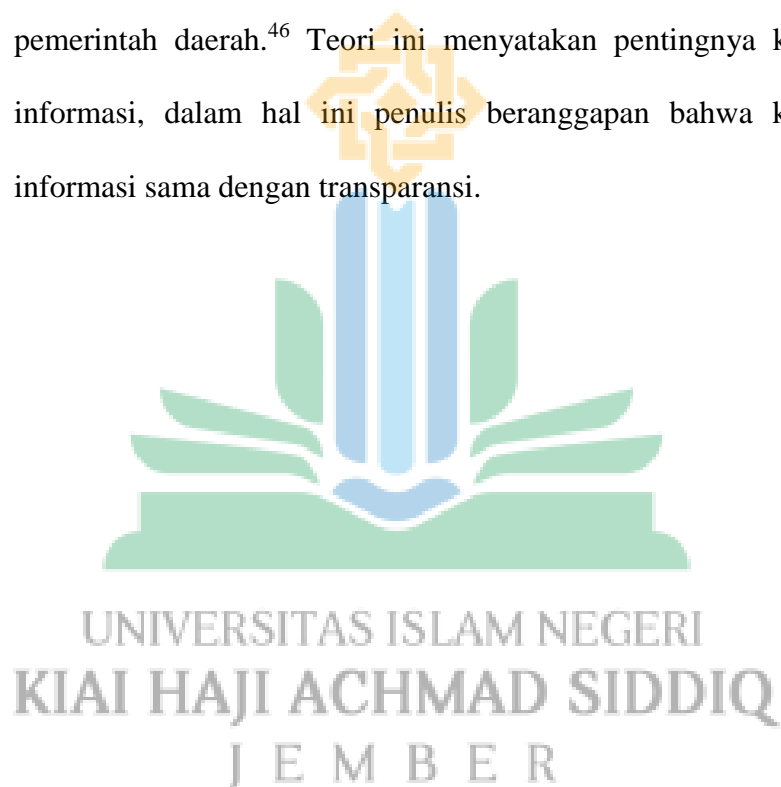 pemerintah daerah.46 Teori ini menyatakan pentingnya k
informasi, dalam hal ini penulis beranggapan bahwa k
informasi sama dengan transparansi.
UNIVERSITAS ISLAM NEGERI
KIAI HAJI ACHMAD SIDDIQ
JEMBER